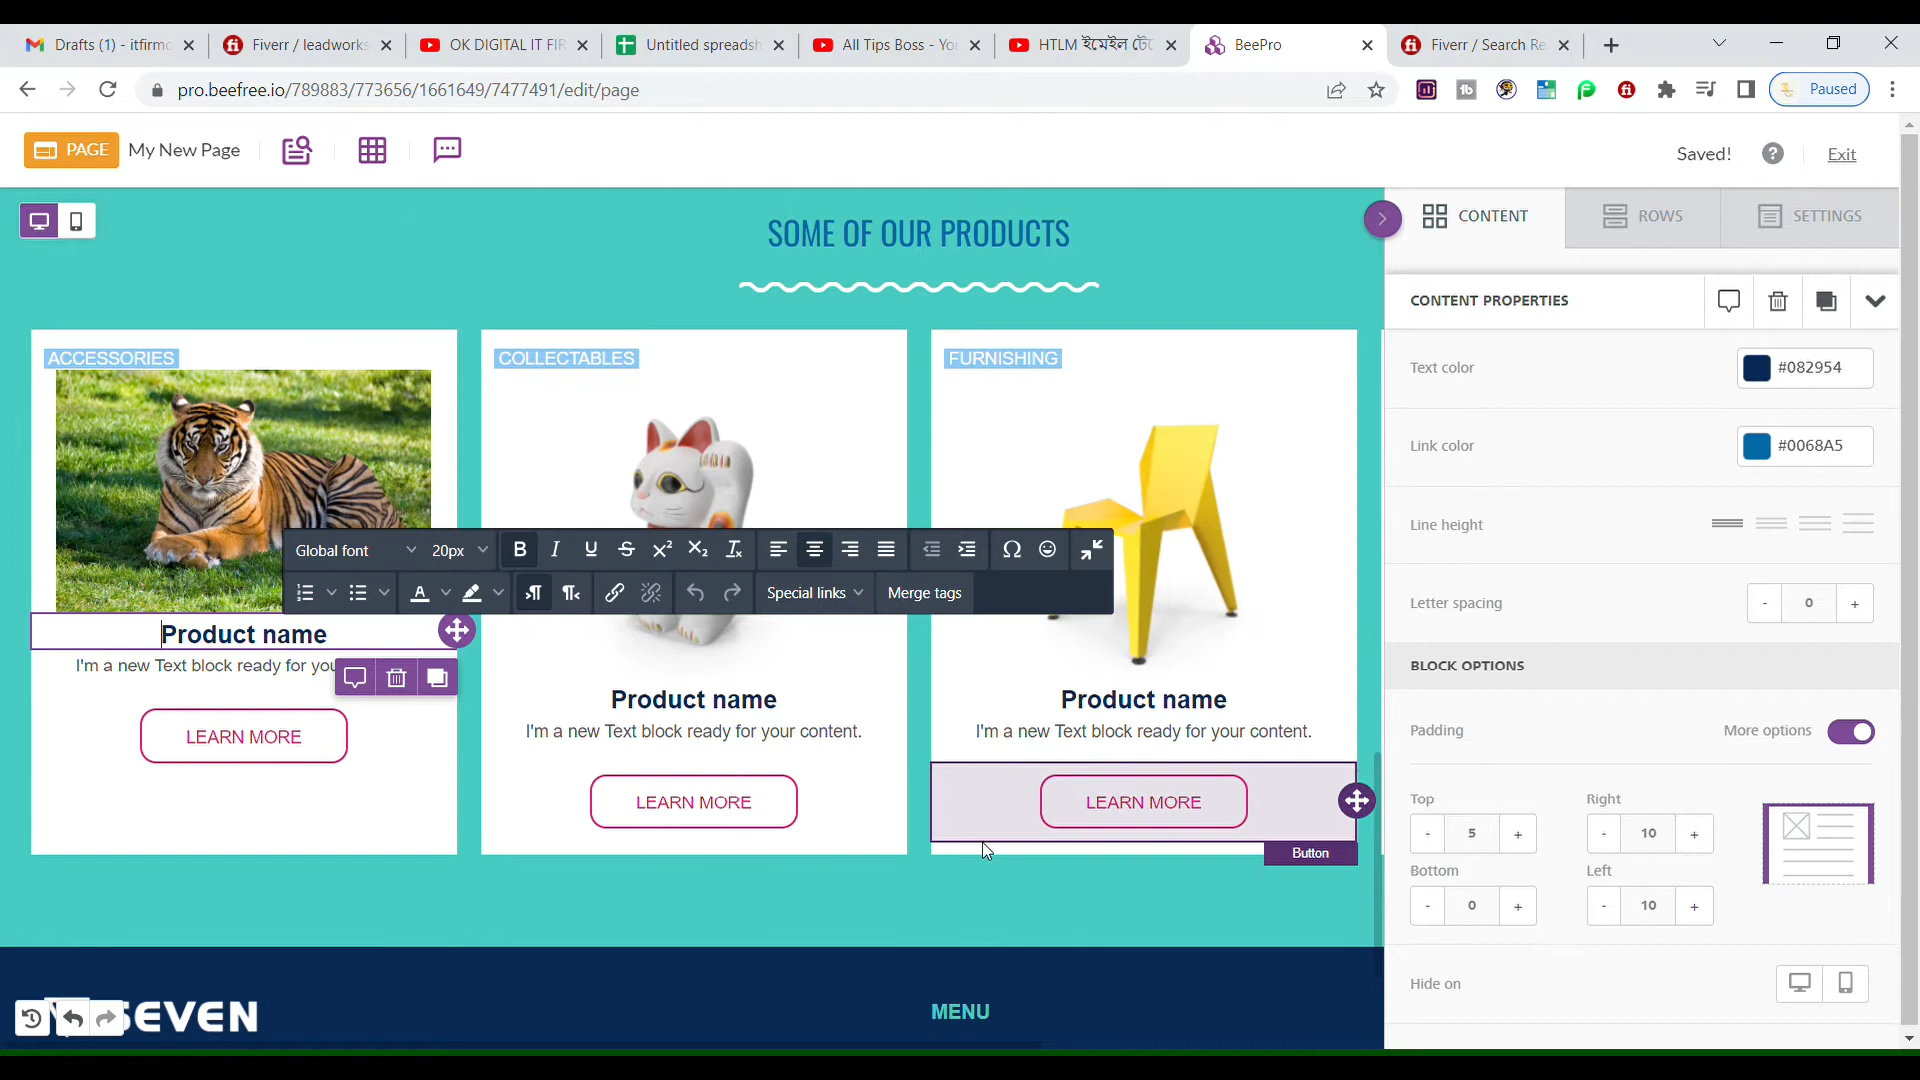 Drafts (1) - itfirmc
Fiverr / leadworks
OK DIGITAL IT FIR
Untitled spreadsh
All Tips Boss - You
HTLM ইমেইল টে
BeePro
Fiverr / Search Re
pro.beefree.io/789883/773656/1661649/7477491/edit/page
Paused
PAGE
My New Page
Saved!
Exit
SOME OF OUR PRODUCTS
CONTENT
ROWS
SETTINGS
CONTENT PROPERTIES
ACCESSORIES
COLLECTABLES
FURNISHING
Text color
#082954
Link color
#0068A5
Line height
Letter spacing
- 0 +
Global font
20px
Special links
Merge tags
Product name
I'm a new Text block ready for you
LEARN MORE
Product name
I'm a new Text block ready for your content.
LEARN MORE
Product name
I'm a new Text block ready for your content.
LEARN MORE
Button
BLOCK OPTIONS
Padding
More options
Top
Right
- 5 +
- 10 +
Bottom
Left
- 0 +
- 10 +
Hide on
SEVEN
MENU